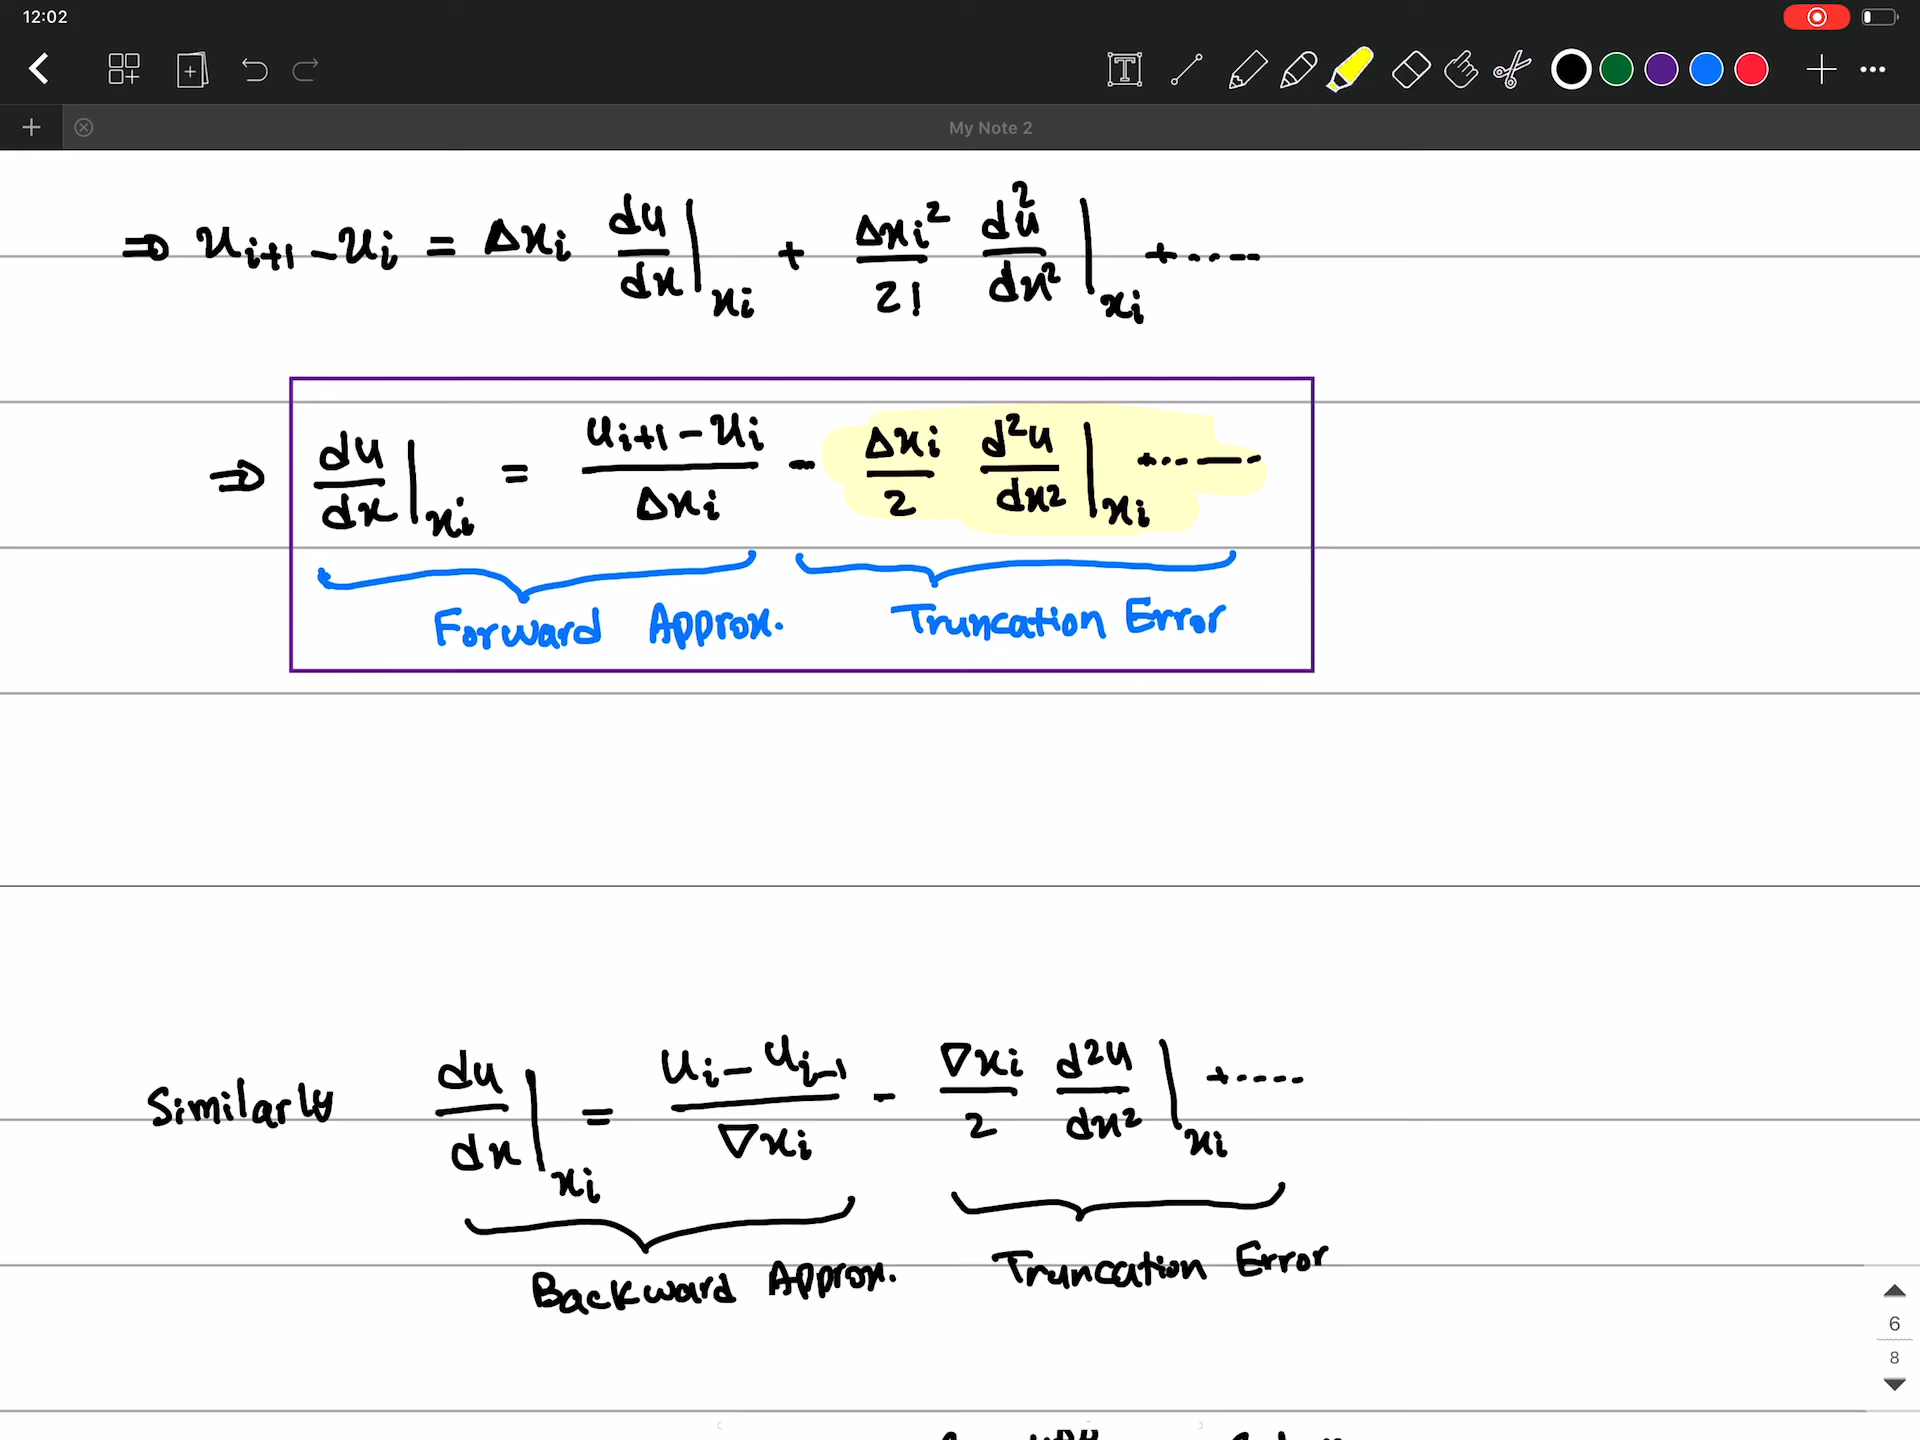 12:02
My Note 2
⇒ u_{i+1} - u_i = Δx_i du/dx|_{x_i} + Δx_i²/2! d²u/dx²|_{x_i} + .....
⇒ du/dx|_{x_i} = (u_{i+1} - u_i)/Δx_i - Δx_i/2 d²u/dx²|_{x_i} + .....
Forward Approx. Truncation Error
Similarly du/dx|_{x_i} = (u_i - u_{i-1})/∇x_i - ∇x_i/2 d²u/dx²|_{x_i} + .....
Backward Approx. Truncation Error
6
8